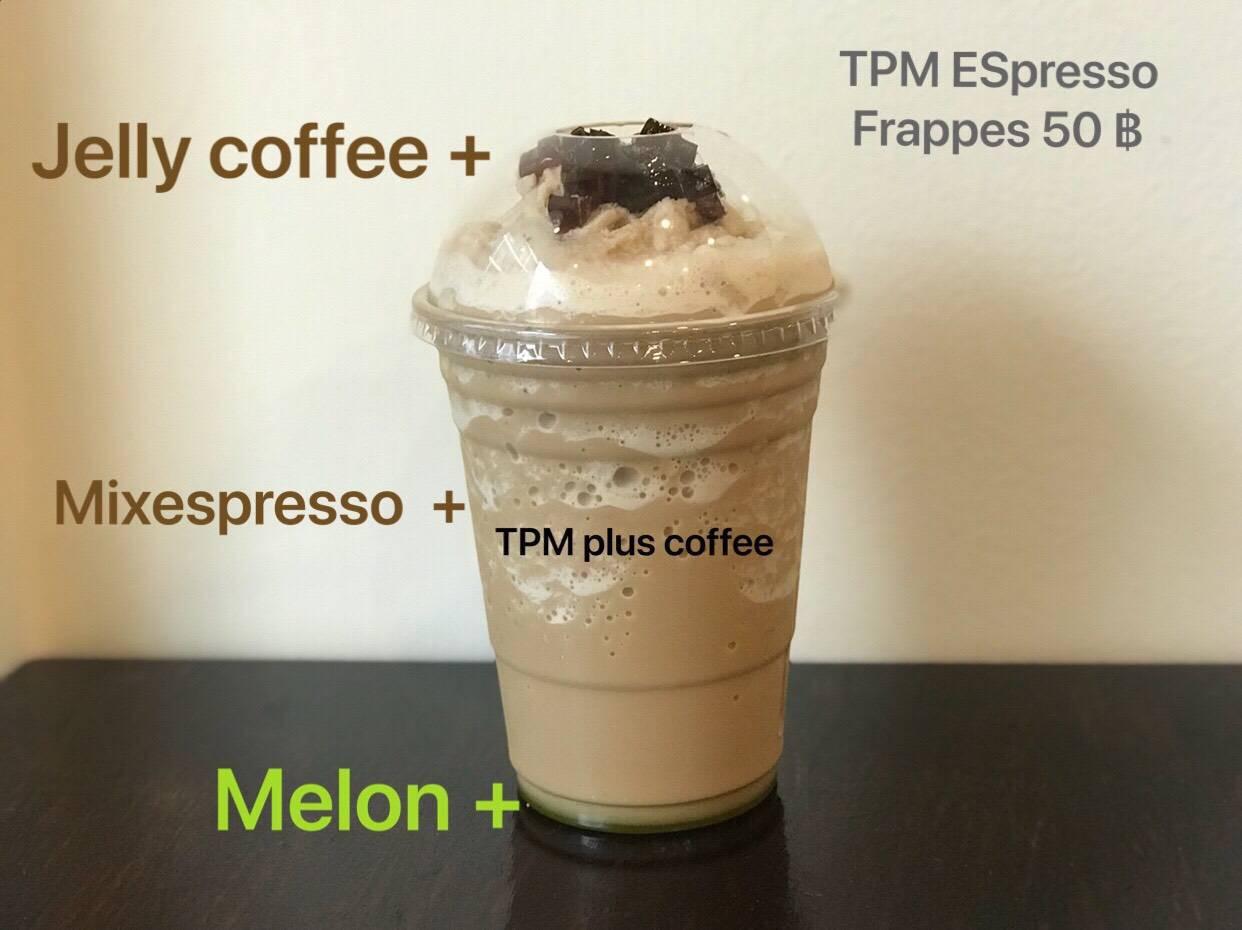 TPM ESpresso
Frappes 50 ฿
Jelly coffee +
Mixespresso +
TPM plus coffee
Melon +